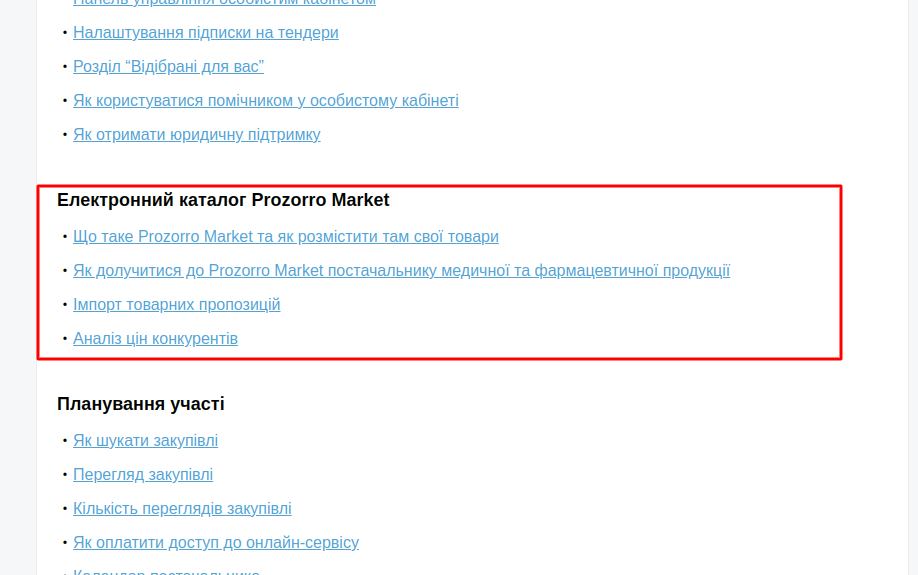 Панель управління особистим кабінетом
• Налаштування підписки на тендери
• Розділ “Відібрані для вас”
• Як користуватися помічником у особистому кабінеті
• Як отримати юридичну підтримку
Електронний каталог Prozorro Market
• Що таке Prozorro Market та як розмістити там свої товари
• Як долучитися до Prozorro Market постачальнику медичної та фармацевтичної продукції
• Імпорт товарних пропозицій
• Аналіз цін конкурентів
Планування участі
• Як шукати закупівлі
• Перегляд закупівлі
• Кількість переглядів закупівлі
• Як оплатити доступ до онлайн-сервісу
• Календар постачальника